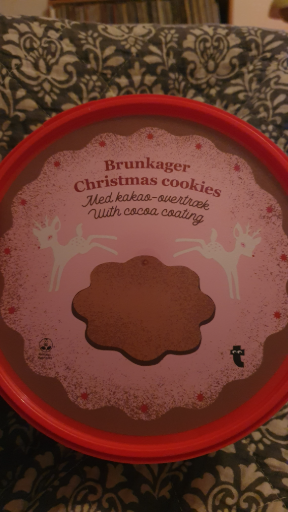 Brunkager
Christmas cookies
Med kakao-overtræk
With cocoa coating